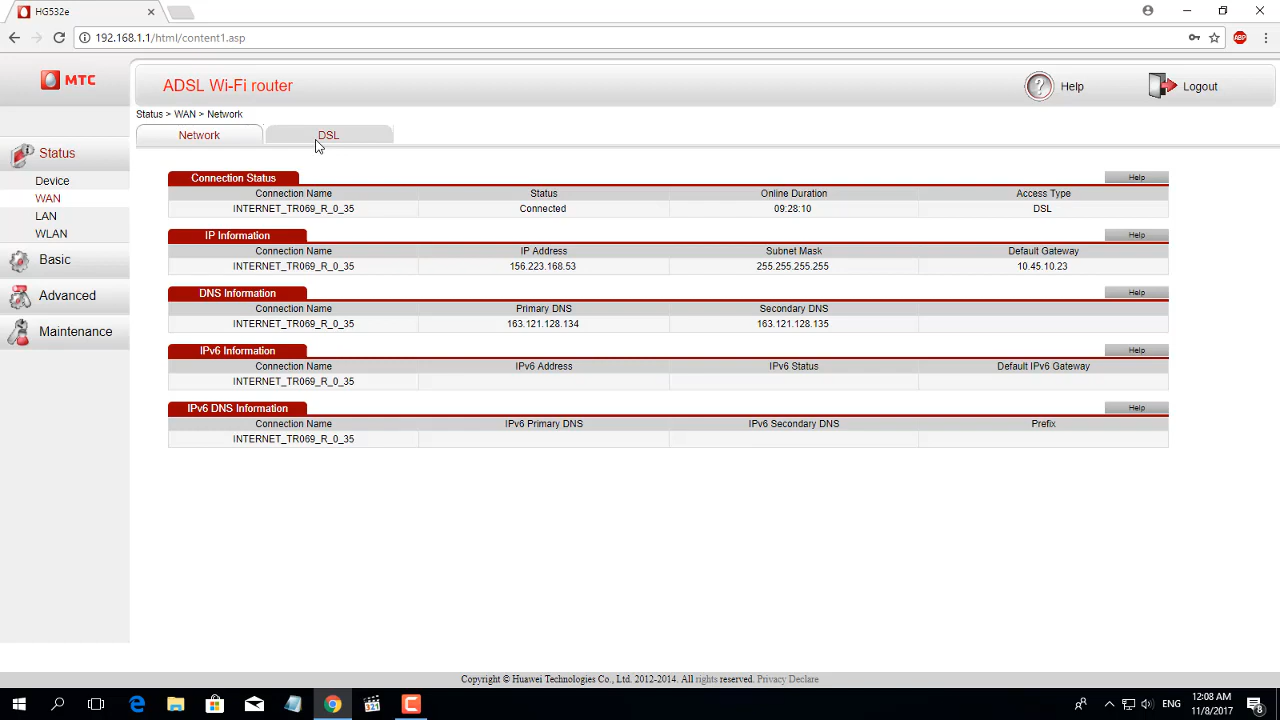 HG532e
192.168.1.1/html/content1.asp
ABP
MTC
ADSL Wi-Fi router
? Help
Logout
Status > WAN > Network
Network DSL
Status
Device
WAN
LAN
WLAN
Basic
Advanced
Maintenance
Connection Status Help
Connection Name Status Online Duration Access Type
INTERNET_TR069_R_0_35 Connected 09:28:10 DSL
IP Information Help
Connection Name IP Address Subnet Mask Default Gateway
INTERNET_TR069_R_0_35 156.223.168.53 255.255.255.255 10.45.10.23
DNS Information Help
Connection Name Primary DNS Secondary DNS
INTERNET_TR069_R_0_35 163.121.128.134 163.121.128.135
IPv6 Information Help
Connection Name IPv6 Address IPv6 Status Default IPv6 Gateway
INTERNET_TR069_R_0_35
IPv6 DNS Information Help
Connection Name IPv6 Primary DNS IPv6 Secondary DNS Prefix
INTERNET_TR069_R_0_35
Copyright © Huawei Technologies Co., Ltd. 2012-2014. All rights reserved. Privacy Declare
321
ENG
12:08 AM
11/8/2017
8